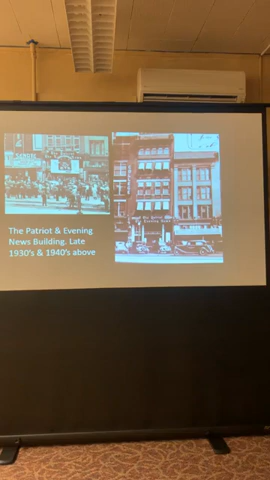 The Patriot & Evening
News Building. Late
1930's & 1940's above